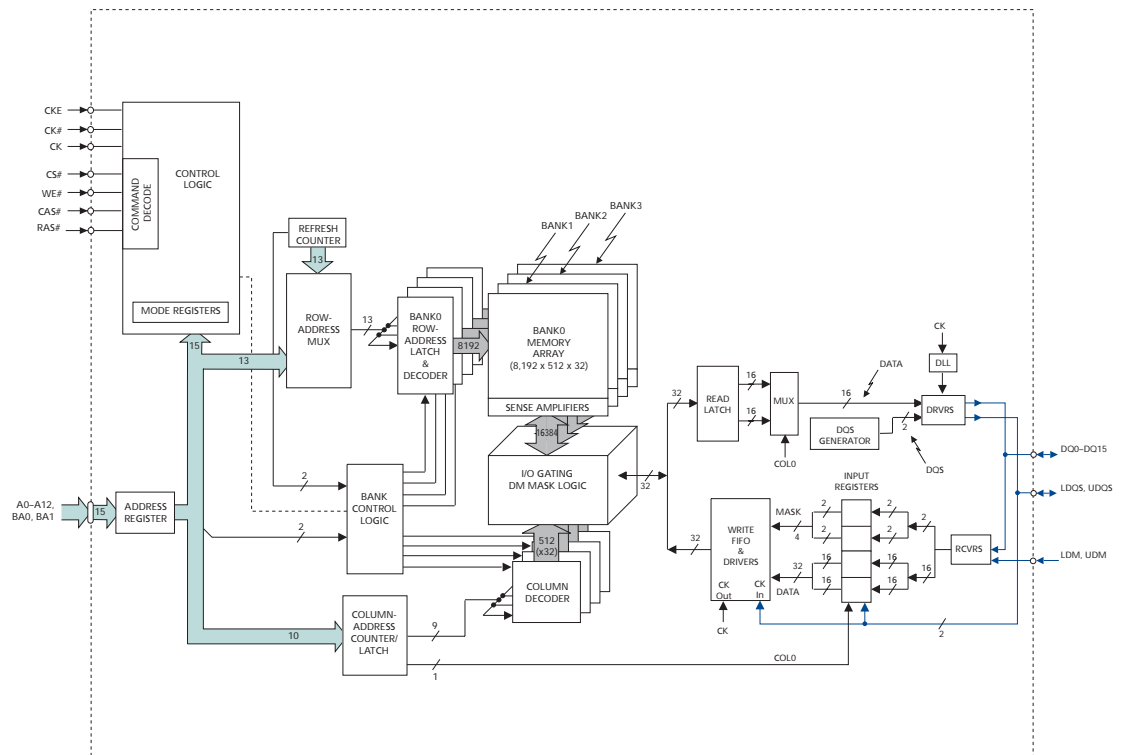 CKE
CK#
CK
CS#
WE#
CAS#
RAS#
CONTROL
LOGIC
COMMAND
DECODE
MODE REGISTERS
15
13
REFRESH
COUNTER
13
ROW-
ADDRESS
MUX
13
BANK0
ROW-
ADDRESS
LATCH
&
DECODER
8192
BANK1
BANK2
BANK3
BANK0
MEMORY
ARRAY
(8,192 x 512 x 32)
SENSE AMPLIFIERS
16384
I/O GATING
DM MASK LOGIC
32
32
READ
LATCH
16
16
MUX
COL0
16
DATA
DQS
GENERATOR
2
DQS
CK
DLL
DRVRS
DQ0–DQ15
LDQS, UDQS
LDM, UDM
A0–A12,
BA0, BA1
15
ADDRESS
REGISTER
2
2
BANK
CONTROL
LOGIC
512
(x32)
COLUMN
DECODER
10
COLUMN-
ADDRESS
COUNTER/
LATCH
9
1
COL0
32
WRITE
FIFO
&
DRIVERS
CK
Out
CK
In
CK
MASK
4
32
DATA
INPUT
REGISTERS
2
2
16
16
2
2
16
16
2
16
RCVRS
2